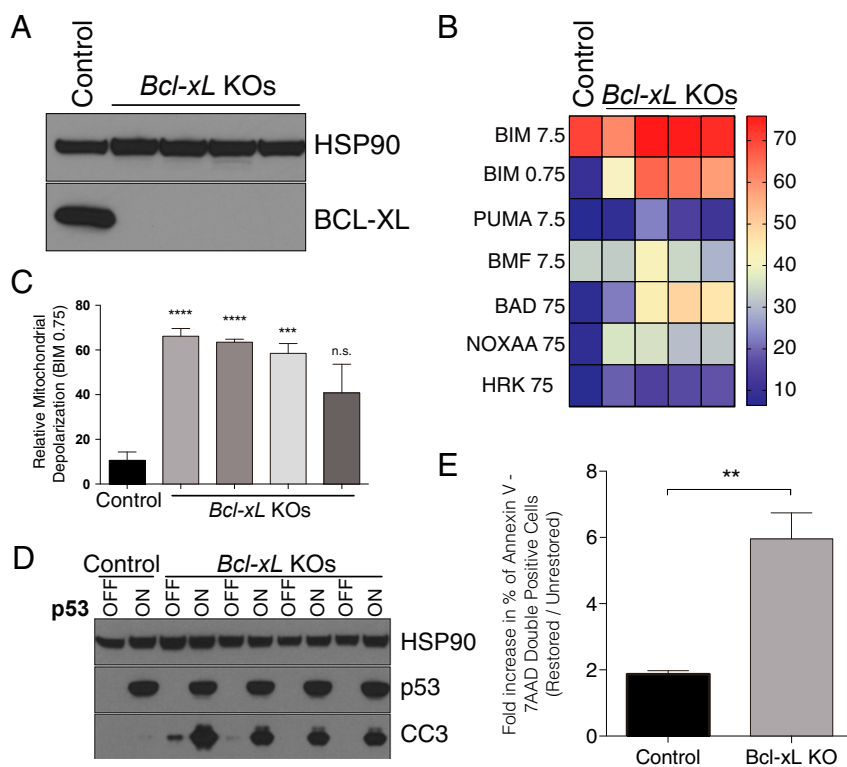 A
Control
Bcl-xL KOs
HSP90
BCL-XL
B
Control
Bcl-xL KOs
BIM 7.5
BIM 0.75
PUMA 7.5
BMF 7.5
BAD 75
NOXAA 75
HRK 75
70
60
50
40
30
20
10
C
Relative Mitochondrial
Depolarization (BIM 0.75)
80
60
40
20
0
****
****
***
n.s.
Control
Bcl-xL KOs
D
Control
Bcl-xL KOs
p53
OFF
ON
OFF
ON
OFF
ON
OFF
ON
OFF
ON
HSP90
p53
CC3
E
Fold increase in % of Annexin V -
7AAD Double Positive Cells
(Restored / Unrestored)
8
6
4
2
0
**
Control
Bcl-xL KO